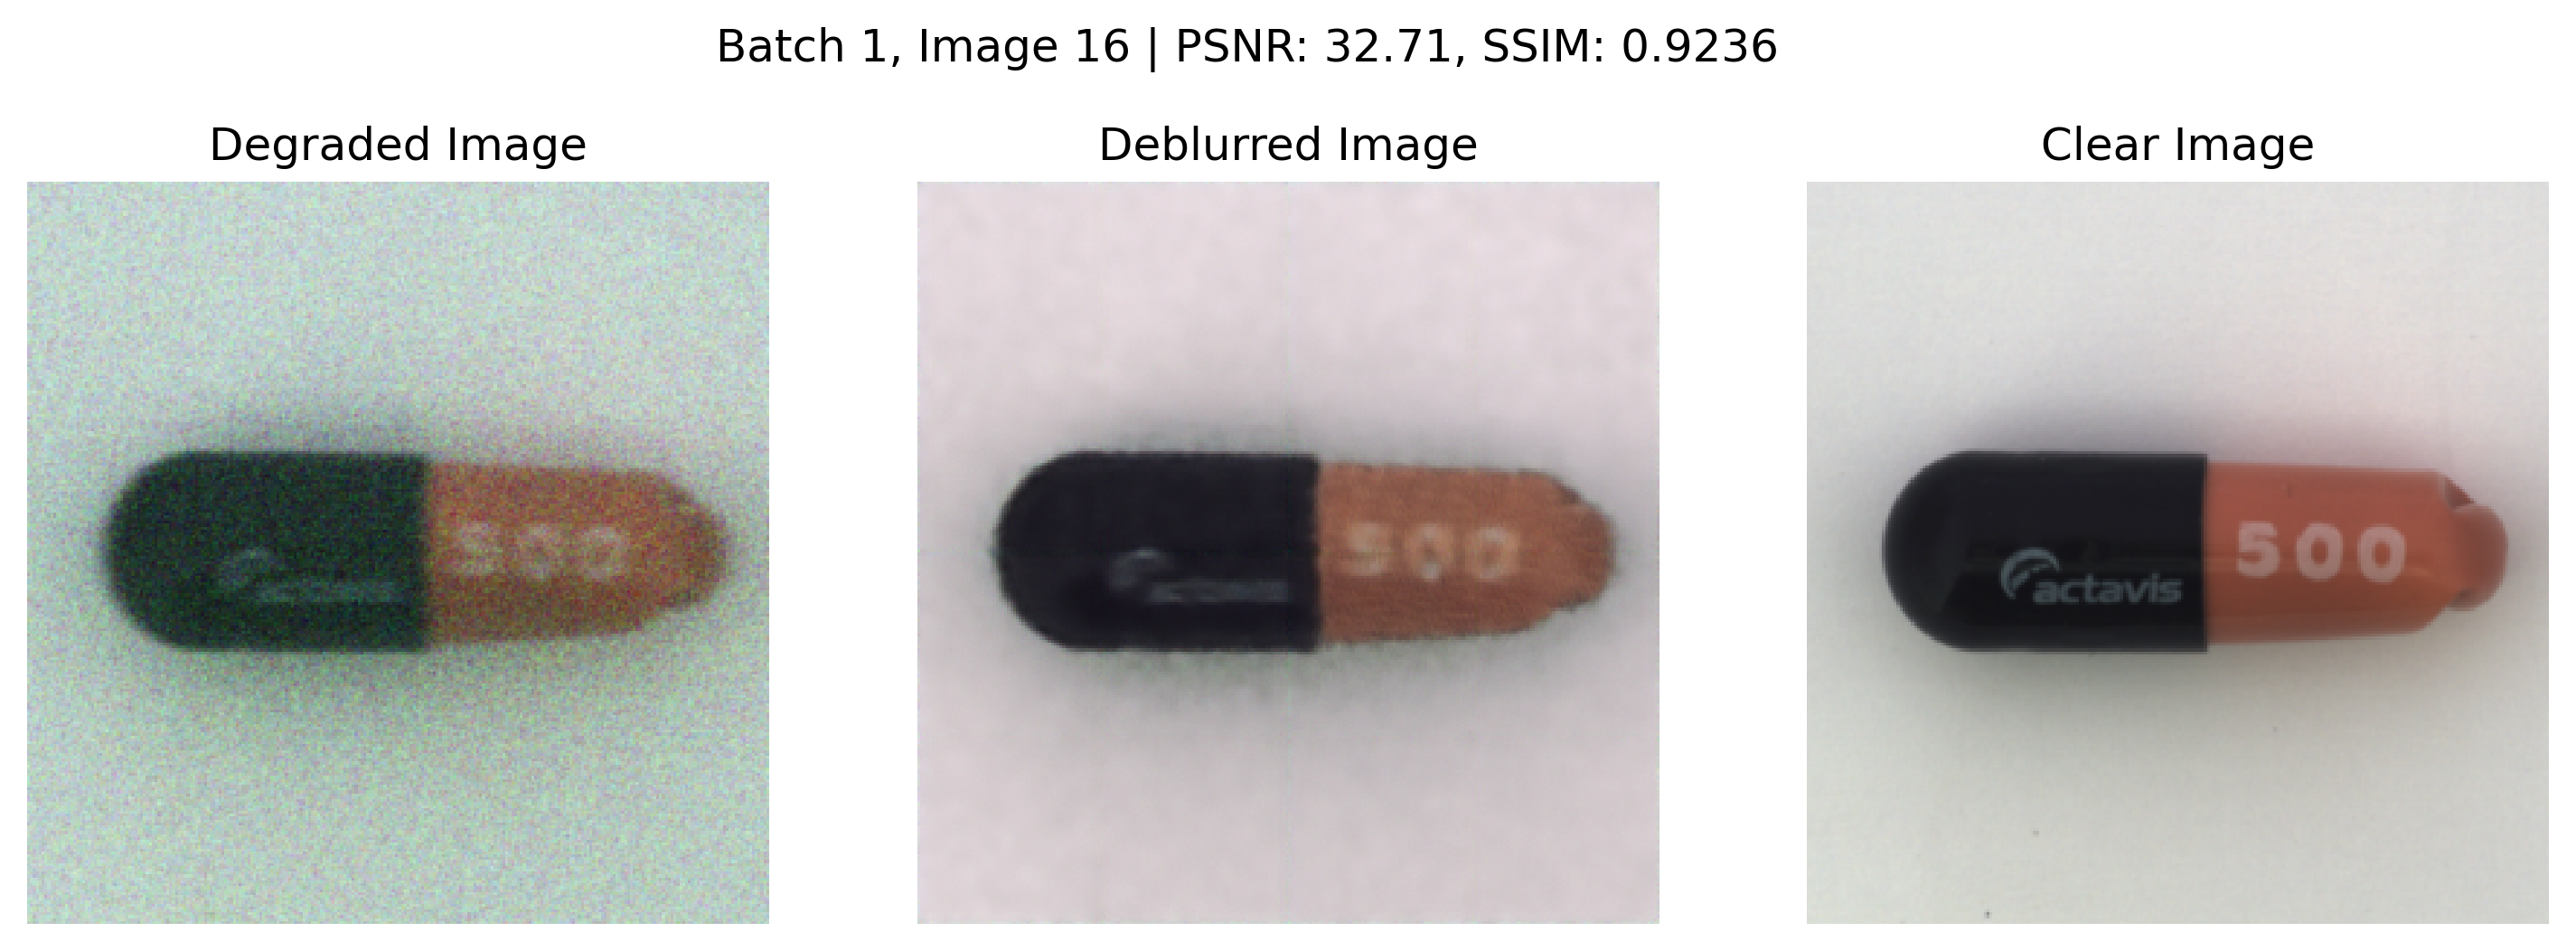 Batch 1, Image 16 | PSNR: 32.71, SSIM: 0.9236
Degraded Image
Deblurred Image
Clear Image
500
500
actavis 500